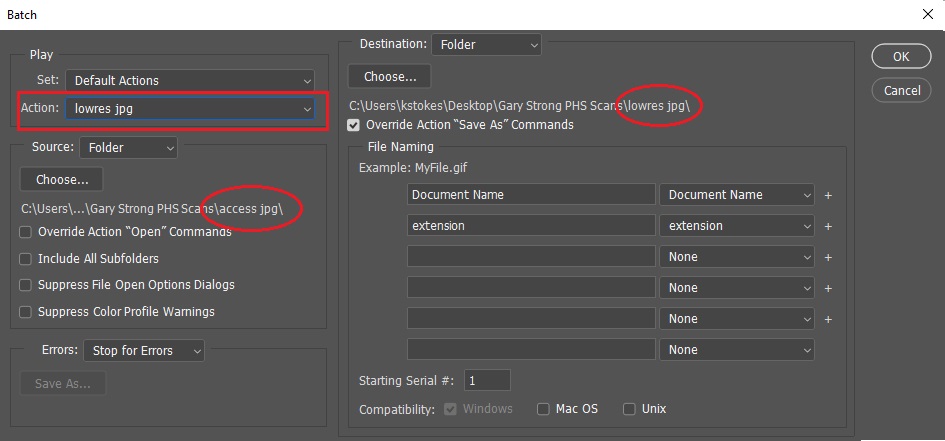 Batch
Play
Set: Default Actions
Action: lowres jpg
Source: Folder
Choose...
C:\Users\...\Gary Strong PHS Scans\access jpg\
Override Action "Open" Commands
Include All Subfolders
Suppress File Open Options Dialogs
Suppress Color Profile Warnings
Errors: Stop for Errors
Save As...
Destination: Folder
Choose...
C:\Users\kstokes\Desktop\Gary Strong PHS Scans\lowres jpg\
Override Action "Save As" Commands
File Naming
Example: MyFile.gif
Document Name Document Name +
extension extension +
None +
None +
None +
None
Starting Serial #: 1
Compatibility: Windows Mac OS Unix
OK
Cancel